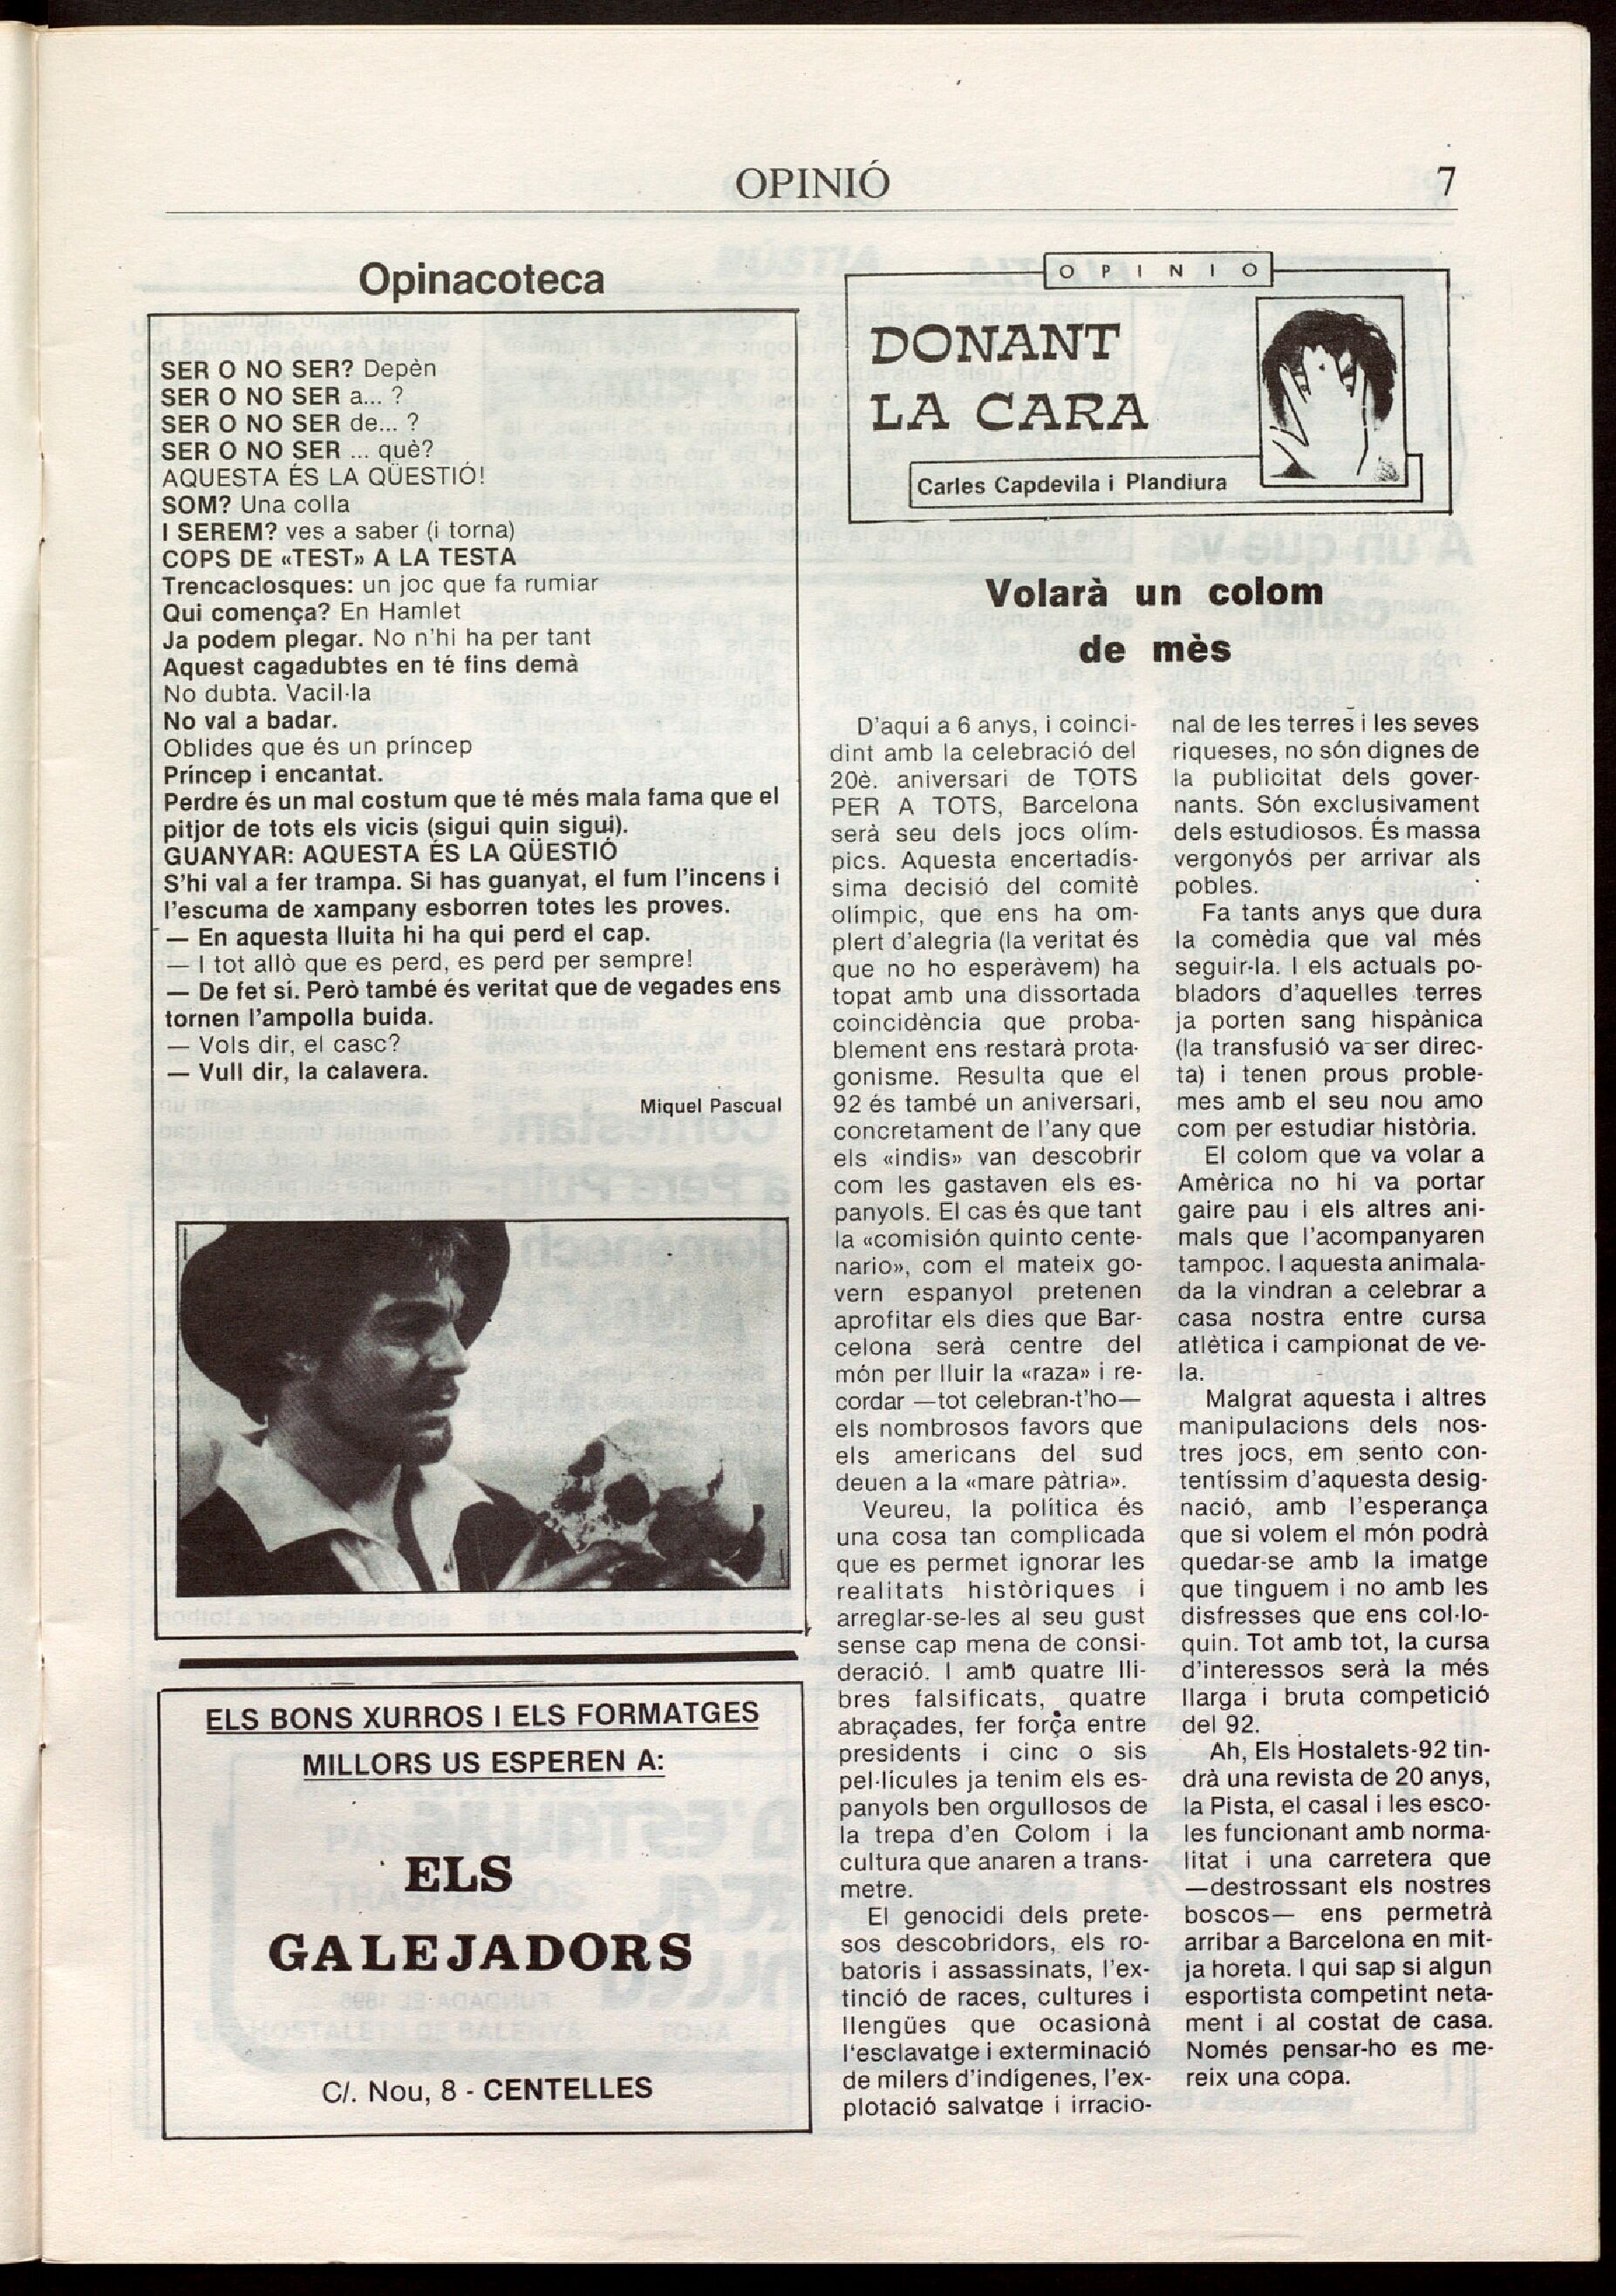 OPINIÓ
7
Opinacoteca
SER O NO SER? Depèn
SER O NO SER a... ?
SER O NO SER de... ?
SER O NO SER ... què?
AQUESTA ÉS LA QÜESTIÓ!
SOM? Una colla
I SEREM? ves a saber (i torna)
COPS DE «TEST» A LA TESTA
Trencaclosques: un joc que fa rumiar
Qui comença? En Hamlet
Ja podem plegar. No n'hi ha per tant
Aquest cagadubtes en té fins demà
No dubta. Vacil·la
No val a badar.
Oblides que és un príncep
Príncep i encantat.
Perdre és un mal costum que té més mala fama que el
pitjor de tots els vicis (sigui quin sigui).
GUANYAR: AQUESTA ÉS LA QÜESTIÓ
S'hi val a fer trampa. Si has guanyat, el fum l'incens i
l'escuma de xampany esborren totes les proves.
— En aquesta lluita hi ha qui perd el cap.
— I tot allò que es perd, es perd per sempre!
— De fet sí. Però també és veritat que de vegades ens
tornen l'ampolla buida.
— Vols dir, el casc?
— Vull dir, la calavera.
Miquel Pascual
ELS BONS XURROS I ELS FORMATGES
MILLORS US ESPEREN A:
ELS
GALEJADORS
C/. Nou, 8 - CENTELLES
OPINIO
DONANT
LA CARA
Carles Capdevila i Plandiura
Volarà un colom
de mès
D'aqui a 6 anys, i coinci-
dint amb la celebració del
20è. aniversari de TOTS
PER A TOTS, Barcelona
serà seu dels jocs olím-
pics. Aquesta encertadís-
sima decisió del comitè
olímpic, que ens ha om-
plert d'alegria (la veritat és
que no ho esperàvem) ha
topat amb una dissortada
coincidència que proba-
blement ens restarà prota-
gonisme. Resulta que el
92 és també un aniversari,
concretament de l'any que
els «indis» van descobrir
com les gastaven els es-
panyols. El cas és que tant
la «comisión quinto cente-
nario», com el mateix go-
vern espanyol pretenen
aprofitar els dies que Bar-
celona serà centre del
món per lluir la «raza» i re-
cordar —tot celebran-t'ho—
els nombrosos favors que
els americans del sud
deuen a la «mare pàtria».
Veureu, la política és
una cosa tan complicada
que es permet ignorar les
realitats històriques i
arreglar-se-les al seu gust
sense cap mena de consi-
deració. I amb quatre lli-
bres falsificats, quatre
abraçades, fer força entre
presidents i cinc o sis
pel·lícules ja tenim els es-
panyols ben orgullosos de
la trepa d'en Colom i la
cultura que anaren a trans-
metre.
El genocidi dels prete-
sos descobridors, els ro-
batoris i assassinats, l'ex-
tinció de races, cultures i
llengües que ocasionà
l'esclavatge i exterminació
de milers d'indígenes, l'ex-
plotació salvatge i irracio-
nal de les terres i les seves
riqueses, no són dignes de
la publicitat dels gover-
nants. Són exclusivament
dels estudiosos. És massa
vergonyós per arrivar als
pobles.
Fa tants anys que dura
la comèdia que val més
seguir-la. I els actuals po-
bladors d'aquelles terres
ja porten sang hispànica
(la transfusió va ser direc-
ta) i tenen prous proble-
mes amb el seu nou amo
com per estudiar història.
El colom que va volar a
Amèrica no hi va portar
gaire pau i els altres ani-
mals que l'acompanyaren
tampoc. I aquesta animala-
da la vindran a celebrar a
casa nostra entre cursa
atlètica i campionat de ve-
la.
Malgrat aquesta i altres
manipulacions dels nos-
tres jocs, em sento con-
tentíssim d'aquesta desig-
nació, amb l'esperança
que si volem el món podrà
quedar-se amb la imatge
que tinguem i no amb les
disfresses que ens col·lo-
quin. Tot amb tot, la cursa
d'interessos serà la més
llarga i bruta competició
del 92.
Ah, Els Hostalets-92 tin-
drà una revista de 20 anys,
la Pista, el casal i les esco-
les funcionant amb norma-
litat i una carretera que
—destrossant els nostres
boscos— ens permetrà
arribar a Barcelona en mit-
ja horeta. I qui sap si algun
esportista competint neta-
ment i al costat de casa.
Només pensar-ho es me-
reix una copa.